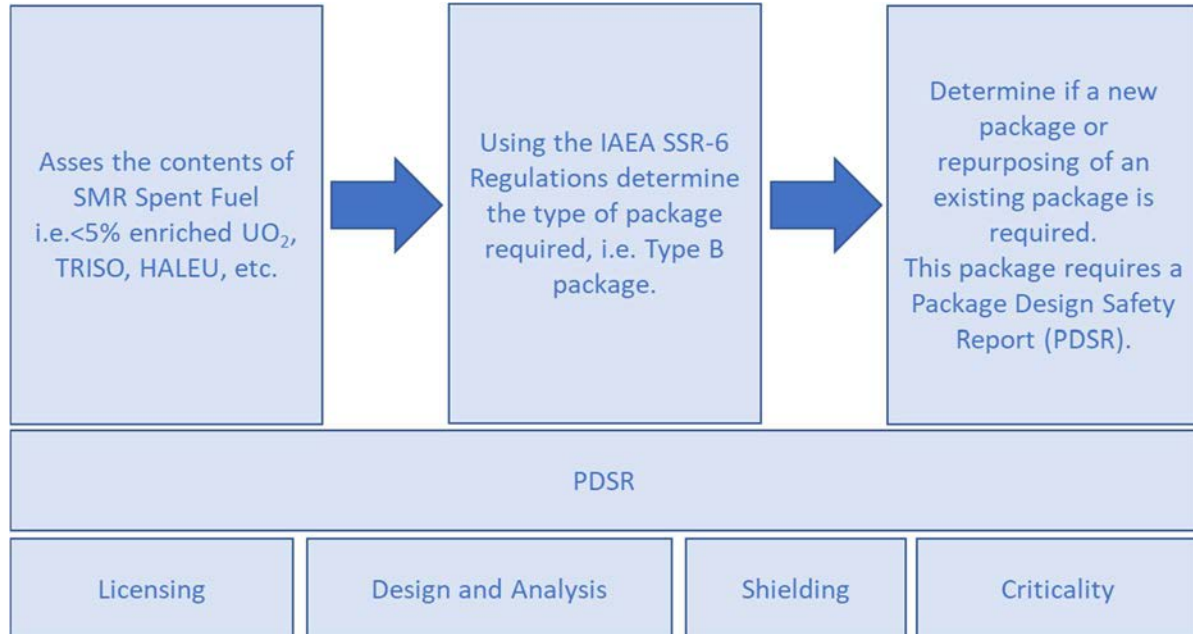 Asses the contents of
SMR Spent Fuel
i.e.<5% enriched UO₂,
TRISO, HALEU, etc.
Using the IAEA SSR-6
Regulations determine
the type of package
required, i.e. Type B
package.
Determine if a new
package or
repurposing of an
existing package is
required.
This package requires a
Package Design Safety
Report (PDSR).
PDSR
Licensing
Design and Analysis
Shielding
Criticality